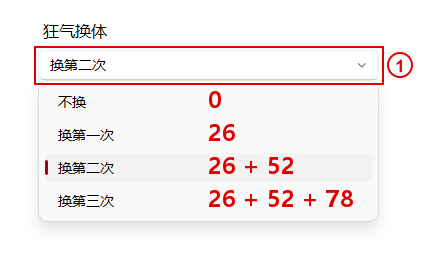 狂气换体
换第二次 1
不换 0
换第一次 26
换第二次 26 + 52
换第三次 26 + 52 + 78